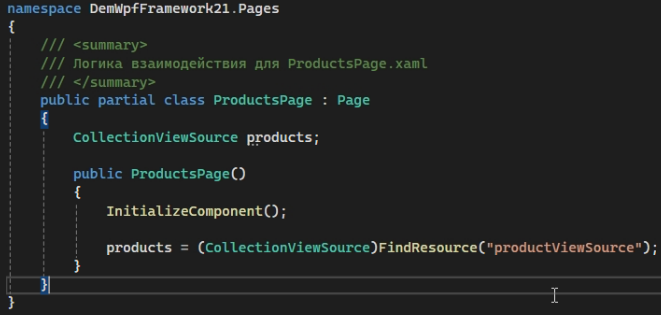 namespace DemWpfFramework21.Pages
{
/// <summary>
/// Логика взаимодействия для ProductsPage.xaml
/// </summary>
public partial class ProductsPage : Page
{
CollectionViewSource products;
public ProductsPage()
{
InitializeComponent();
products = (CollectionViewSource)FindResource("productViewSource");
}
}
}